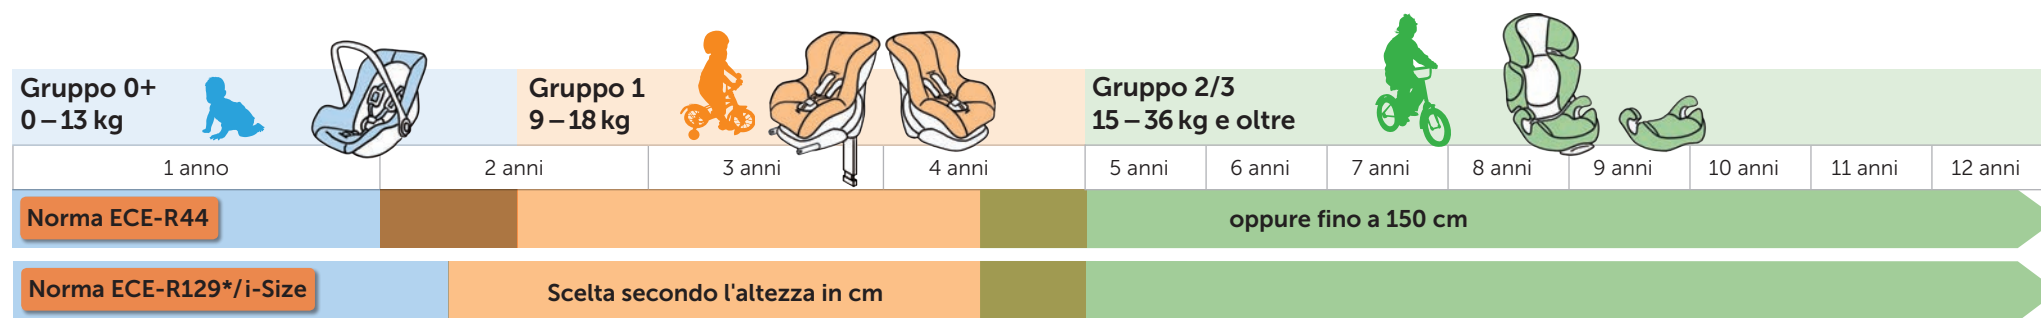 Gruppo 0+
0 – 13 kg
Gruppo 1
9 – 18 kg
Gruppo 2/3
15 – 36 kg e oltre
1 anno
2 anni
3 anni
4 anni
5 anni
6 anni
7 anni
8 anni
9 anni
10 anni
11 anni
12 anni
Norma ECE-R44
oppure fino a 150 cm
Norma ECE-R129*/i-Size
Scelta secondo l'altezza in cm